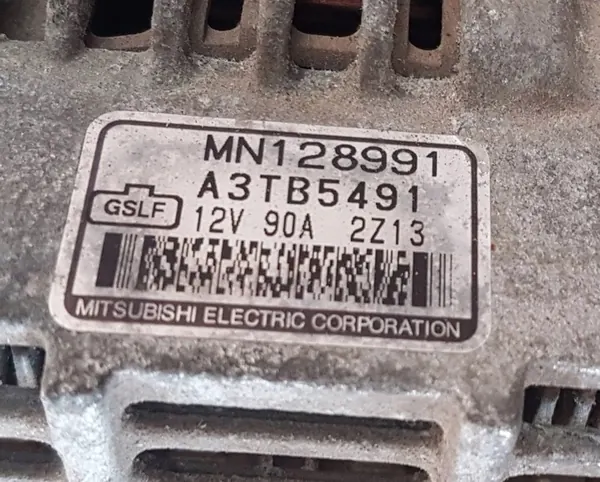 MN128991
A3TB5491
GSLF 12V 90A 2Z13
MITSUBISHI ELECTRIC CORPORATION